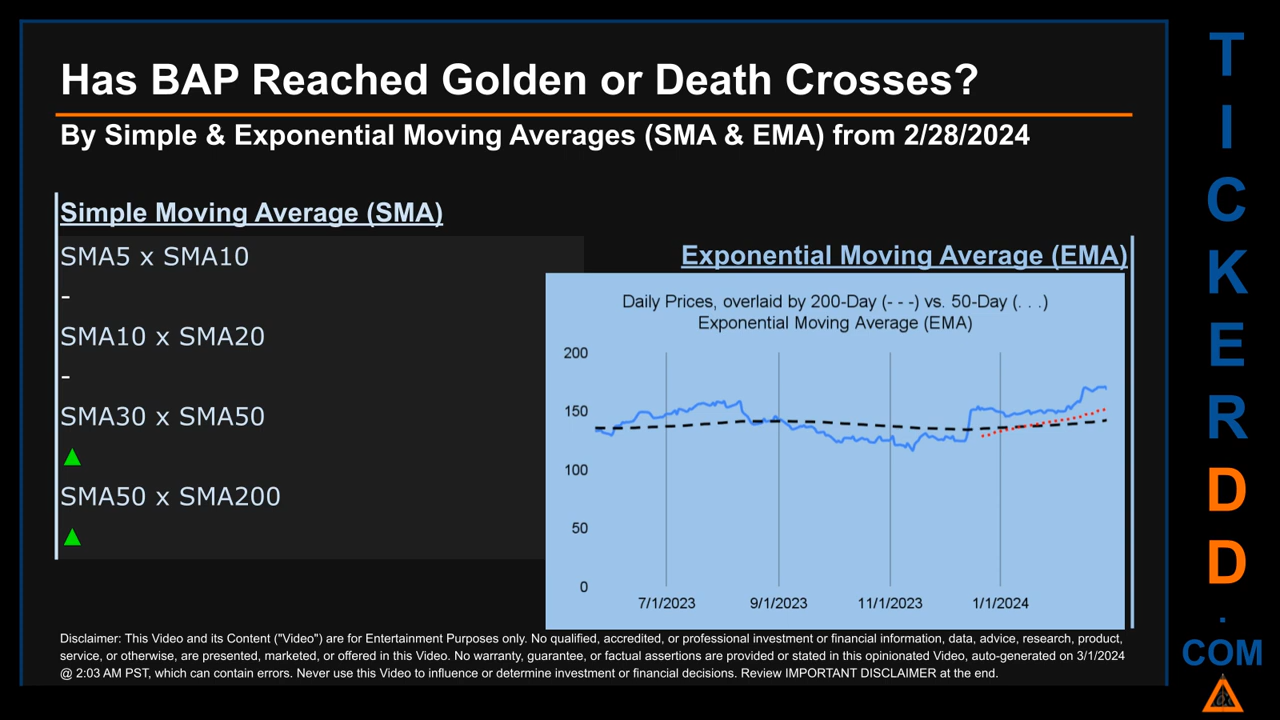 Has BAP Reached Golden or Death Crosses?
By Simple & Exponential Moving Averages (SMA & EMA) from 2/28/2024
Simple Moving Average (SMA)
SMA5 x SMA10
-
SMA10 x SMA20
-
SMA30 x SMA50
▲
SMA50 x SMA200
▲
Exponential Moving Average (EMA)
Daily Prices, overlaid by 200-Day (- - -) vs. 50-Day (. . .)
Exponential Moving Average (EMA)
200
150
100
50
0
7/1/2023 9/1/2023 11/1/2023 1/1/2024
Disclaimer: This Video and its Content ("Video") are for Entertainment Purposes only. No qualified, accredited, or professional investment or financial information, data, advice, research, product,
service, or otherwise, are presented, marketed, or offered in this Video. No warranty, guarantee, or factual assertions are provided or stated in this opinionated Video, auto-generated on 3/1/2024
@ 2:03 AM PST, which can contain errors. Never use this Video to influence or determine investment or financial decisions. Review IMPORTANT DISCLAIMER at the end.
T
I
C
K
E
R
D
D
.
COM